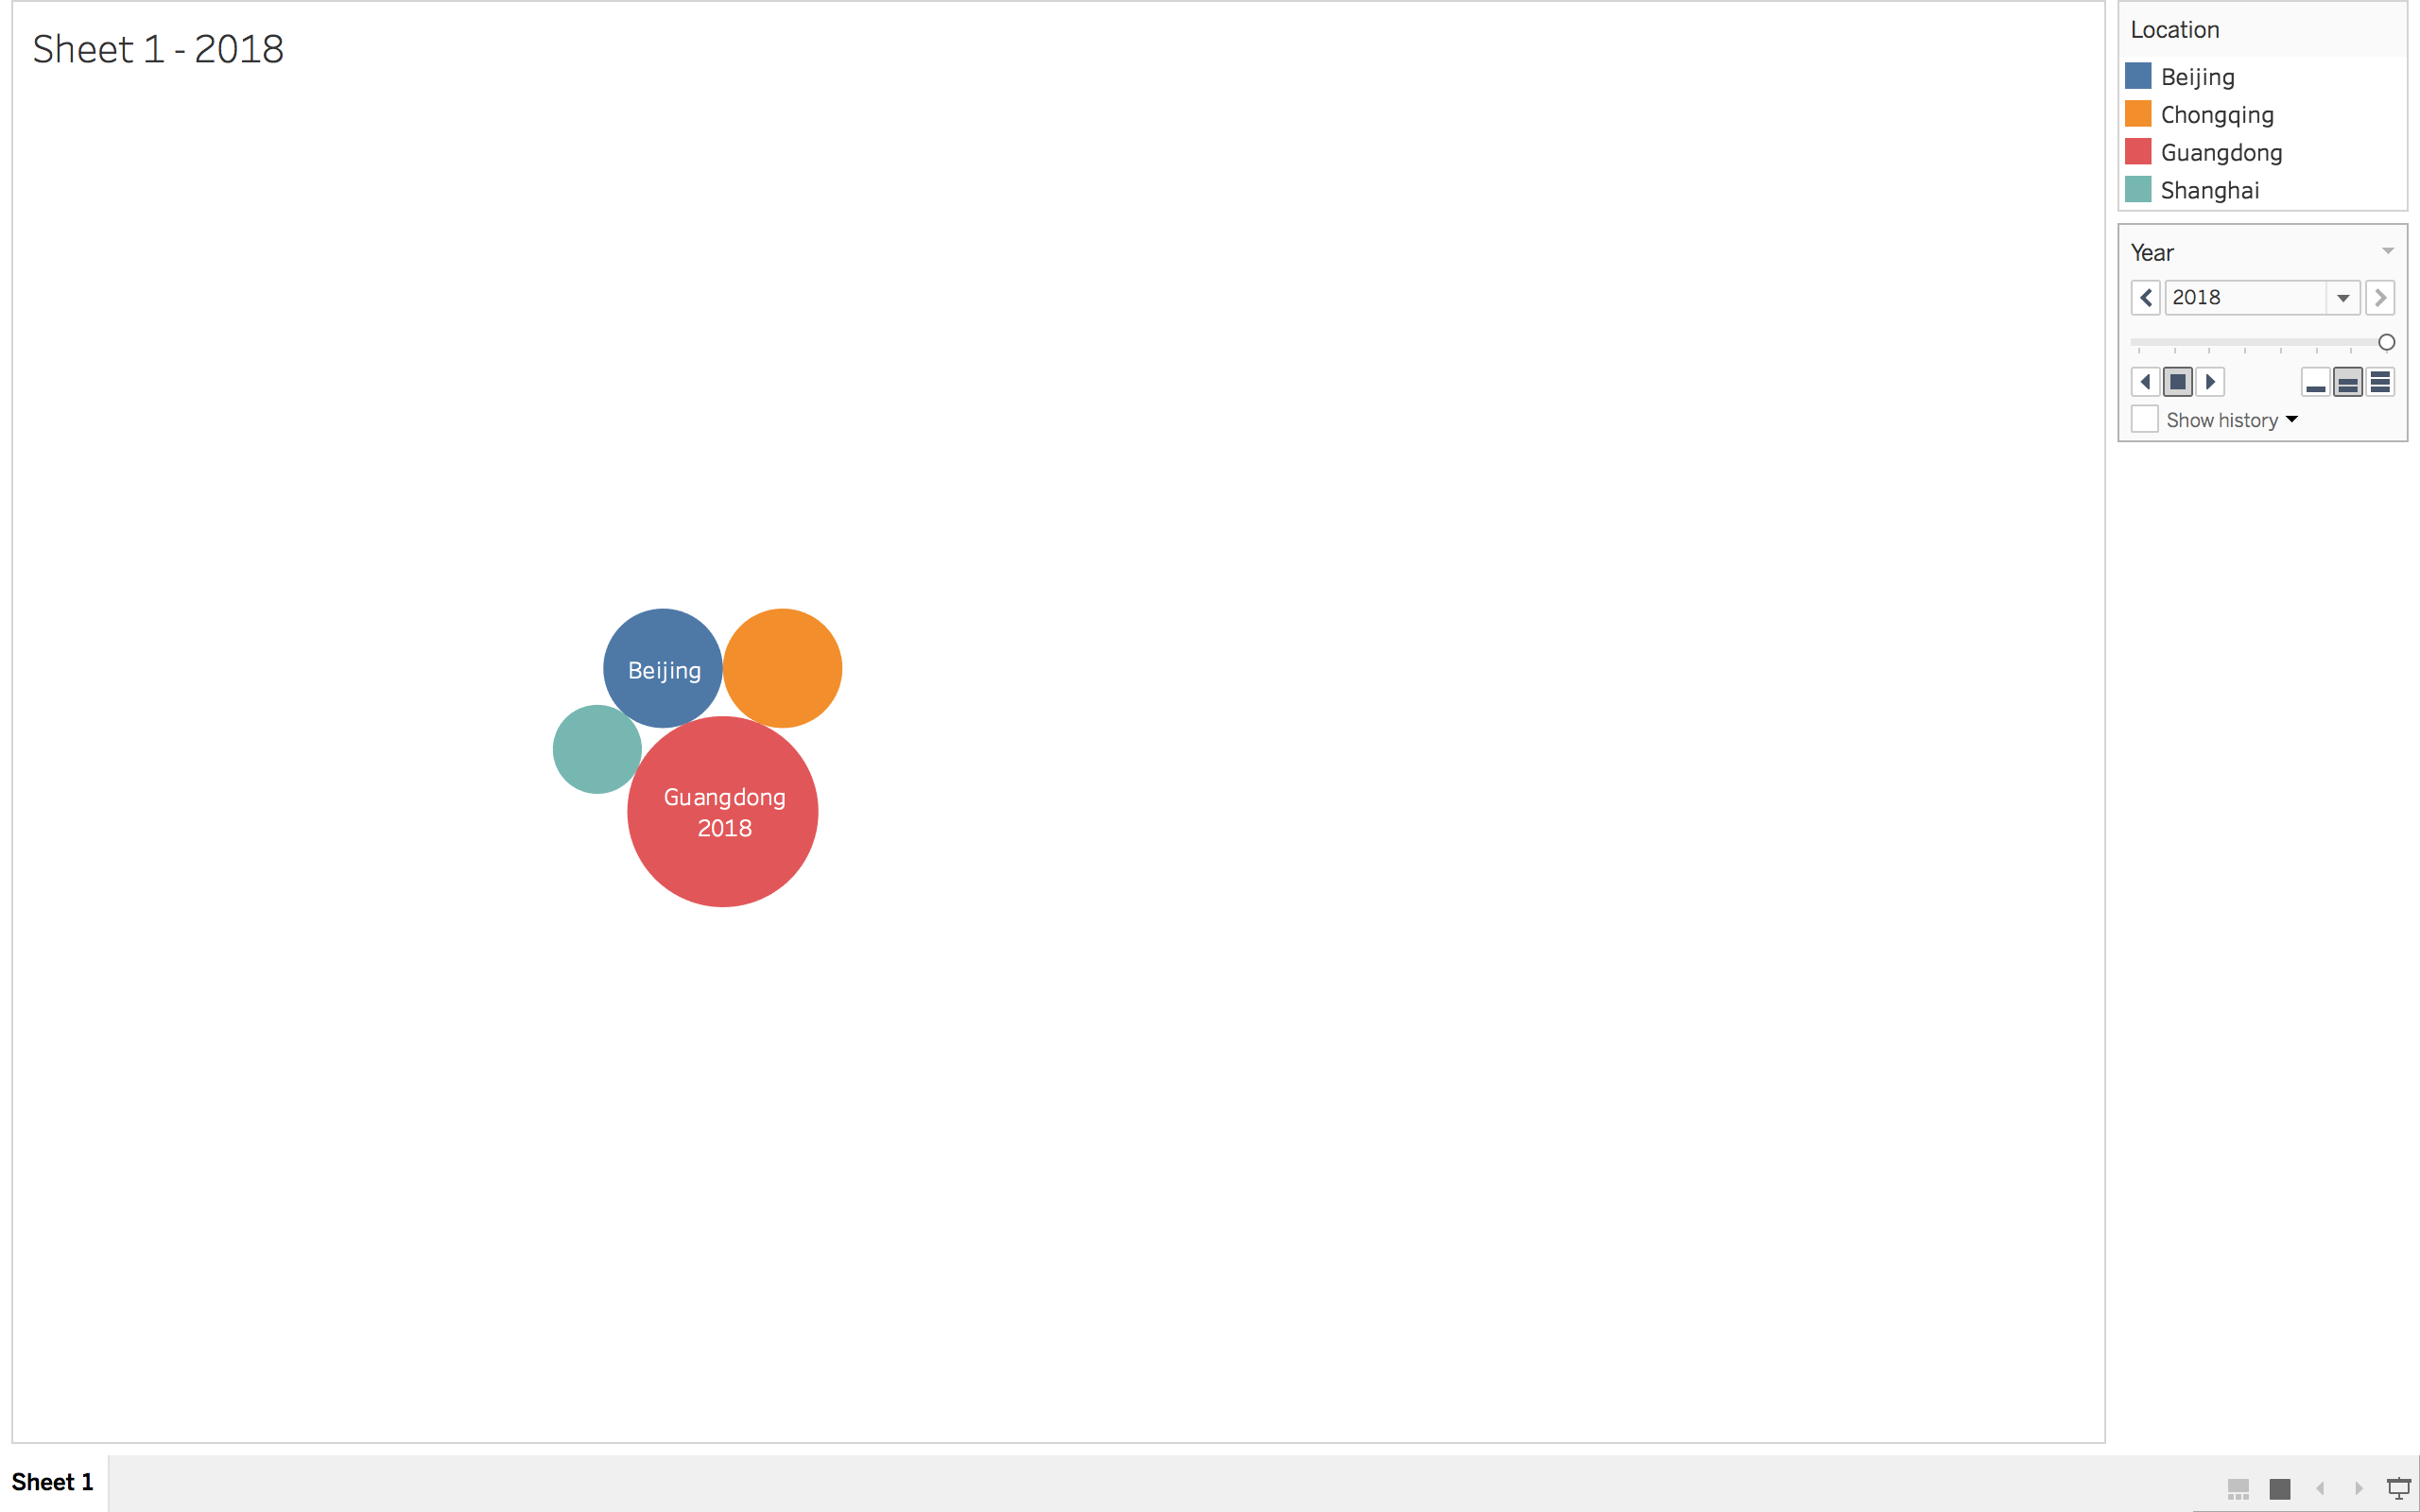 Sheet 1 - 2018
Location
Beijing
Chongqing
Guangdong
Shanghai
Year
2018
Show history
Beijing
Guangdong
2018
Sheet 1